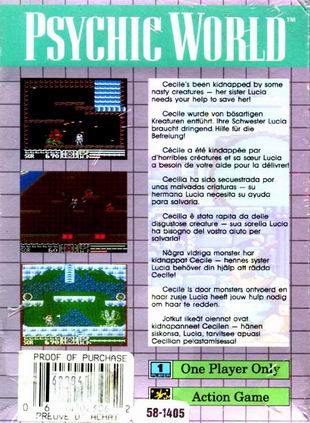 PSYCHIC WORLD™
Cecile's been kidnapped by some
nasty creatures — her sister Lucia
needs your help to save her!
Cecile wurde von bösartigen
Kreaturen entführt. Ihre Schwester Lucia
braucht dringend Hilfe für die
Befreiung!
Cécile a été kindappée par
d'horribles créatures et sa sœur Lucia
a besoin de votre aide pour la délivrer!
Cecilia ha sido secuestrada por
unas malvadas criaturas — su
hermana Lucia necesita su ayuda
para salvarla.
Cecilia è stata rapita da delle
disgustose creature — sua sorella Lucia
ha bisogno del vostro aiuto per
salvarla!
Några vidriga monster har
kidnappat Cecile — hennes syster
Lucia behöver din hjälp att rädda
Cecile!
Cecile is door monsters ontvoerd en
haar zusje Lucia heeft jouw hulp nodig
om haar te redden.
Jotkut ilkeät olennot ovat
kidnapanneet Cecilen — hänen
siskonsa, Lucia, tarvitsee apuasi
Cecilian pelastamisessa!
PROOF OF PURCHASE
PREUVE D'ACHAT
1 One Player Only
Action Game
58-1405